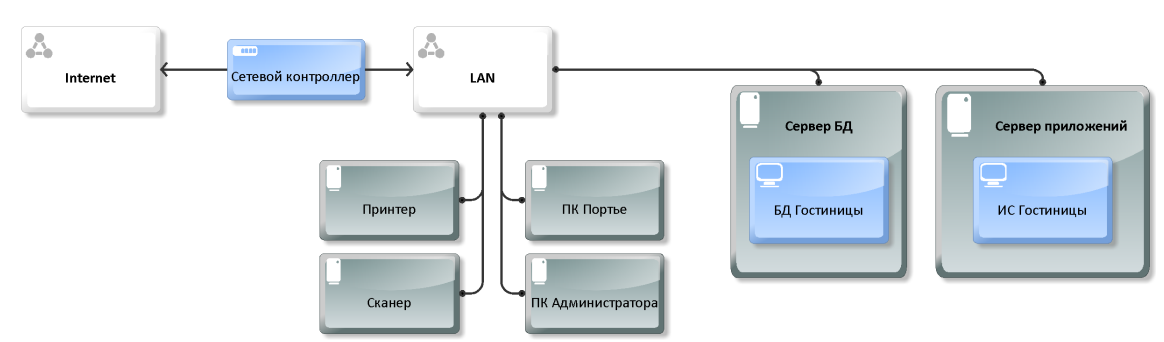 Internet
Сетевой контроллер
LAN
Сервер БД
Сервер приложений
Принтер
ПК Портье
БД Гостиницы
ИС Гостиницы
Сканер
ПК Администратора